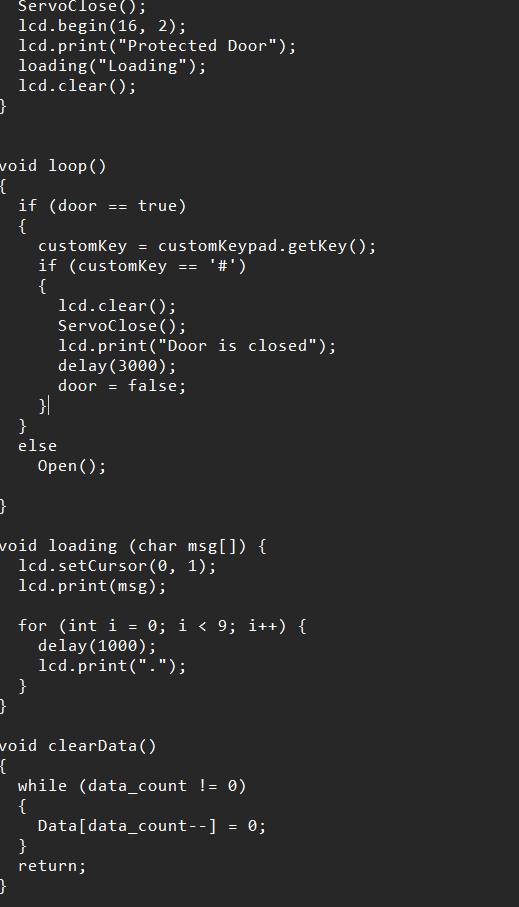 ServoClose();
  lcd.begin(16, 2);
  lcd.print("Protected Door");
  loading("Loading");
  lcd.clear();
}
void loop()
{
  if (door == true)
  {
    customKey = customKeypad.getKey();
    if (customKey == '#')
    {
      lcd.clear();
      ServoClose();
      lcd.print("Door is closed");
      delay(3000);
      door = false;
    }
  }
  else
    Open();
}
void loading (char msg[]) {
  lcd.setCursor(0, 1);
  lcd.print(msg);
  for (int i = 0; i < 9; i++) {
    delay(1000);
    lcd.print(".");
  }
}
void clearData()
{
  while (data_count != 0)
  {
    Data[data_count--] = 0;
  }
  return;
}